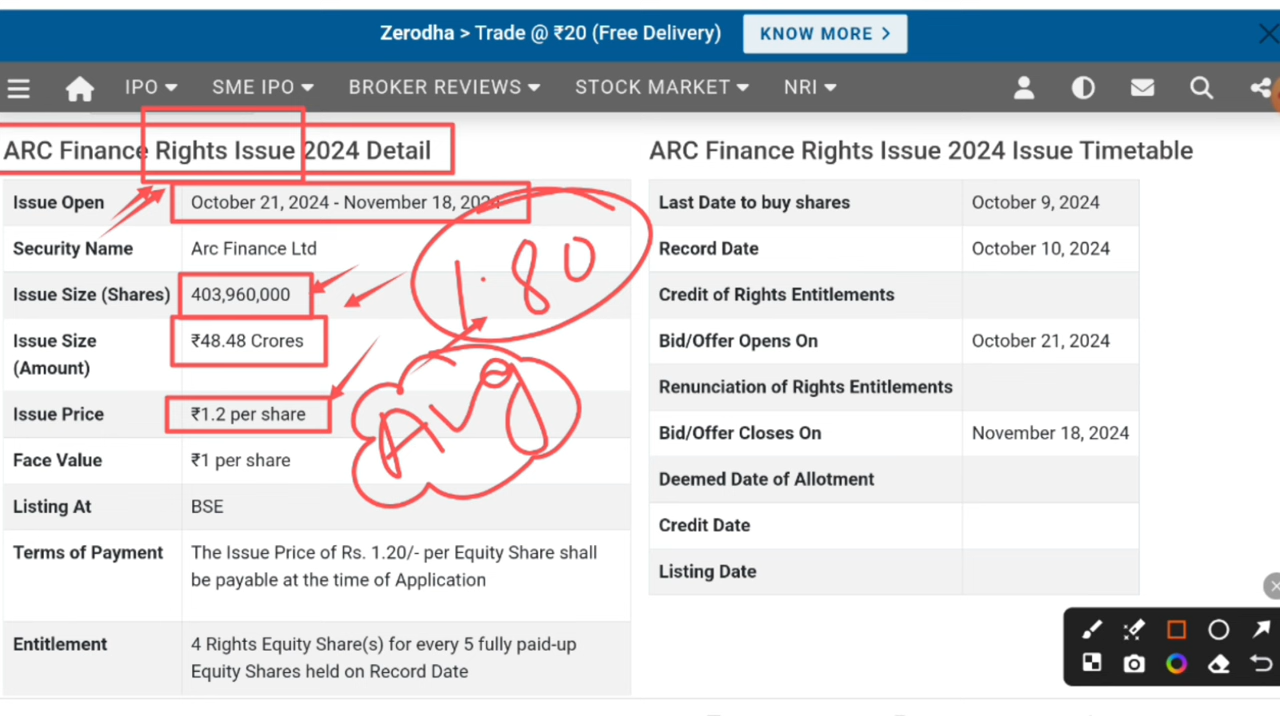 Zerodha > Trade @ ₹20 (Free Delivery) KNOW MORE >
IPO SME IPO BROKER REVIEWS STOCK MARKET NRI
ARC Finance Rights Issue 2024 Detail
Issue Open October 21, 2024 - November 18, 2024
Security Name Arc Finance Ltd
Issue Size (Shares) 403,960,000
Issue Size (Amount) ₹48.48 Crores
Issue Price ₹1.2 per share
Face Value ₹1 per share
Listing At BSE
Terms of Payment The Issue Price of Rs. 1.20/- per Equity Share shall
be payable at the time of Application
Entitlement 4 Rights Equity Share(s) for every 5 fully paid-up
Equity Shares held on Record Date
1.80
Avg
ARC Finance Rights Issue 2024 Issue Timetable
Last Date to buy shares October 9, 2024
Record Date October 10, 2024
Credit of Rights Entitlements
Bid/Offer Opens On October 21, 2024
Renunciation of Rights Entitlements
Bid/Offer Closes On November 18, 2024
Deemed Date of Allotment
Credit Date
Listing Date